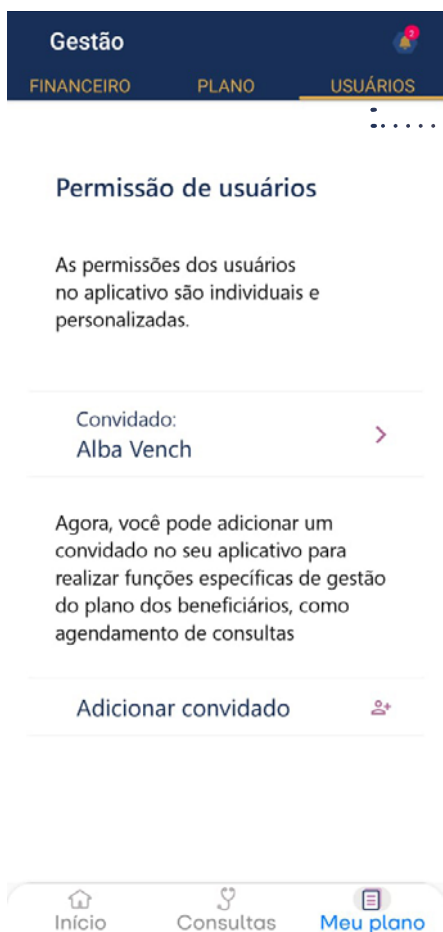 Gestão
2
FINANCEIRO PLANO USUÁRIOS
Permissão de usuários
As permissões dos usuários
no aplicativo são individuais e
personalizadas.
Convidado:
Alba Vench
Agora, você pode adicionar um
convidado no seu aplicativo para
realizar funções específicas de gestão
do plano dos beneficiários, como
agendamento de consultas
Adicionar convidado
Início Consultas Meu plano